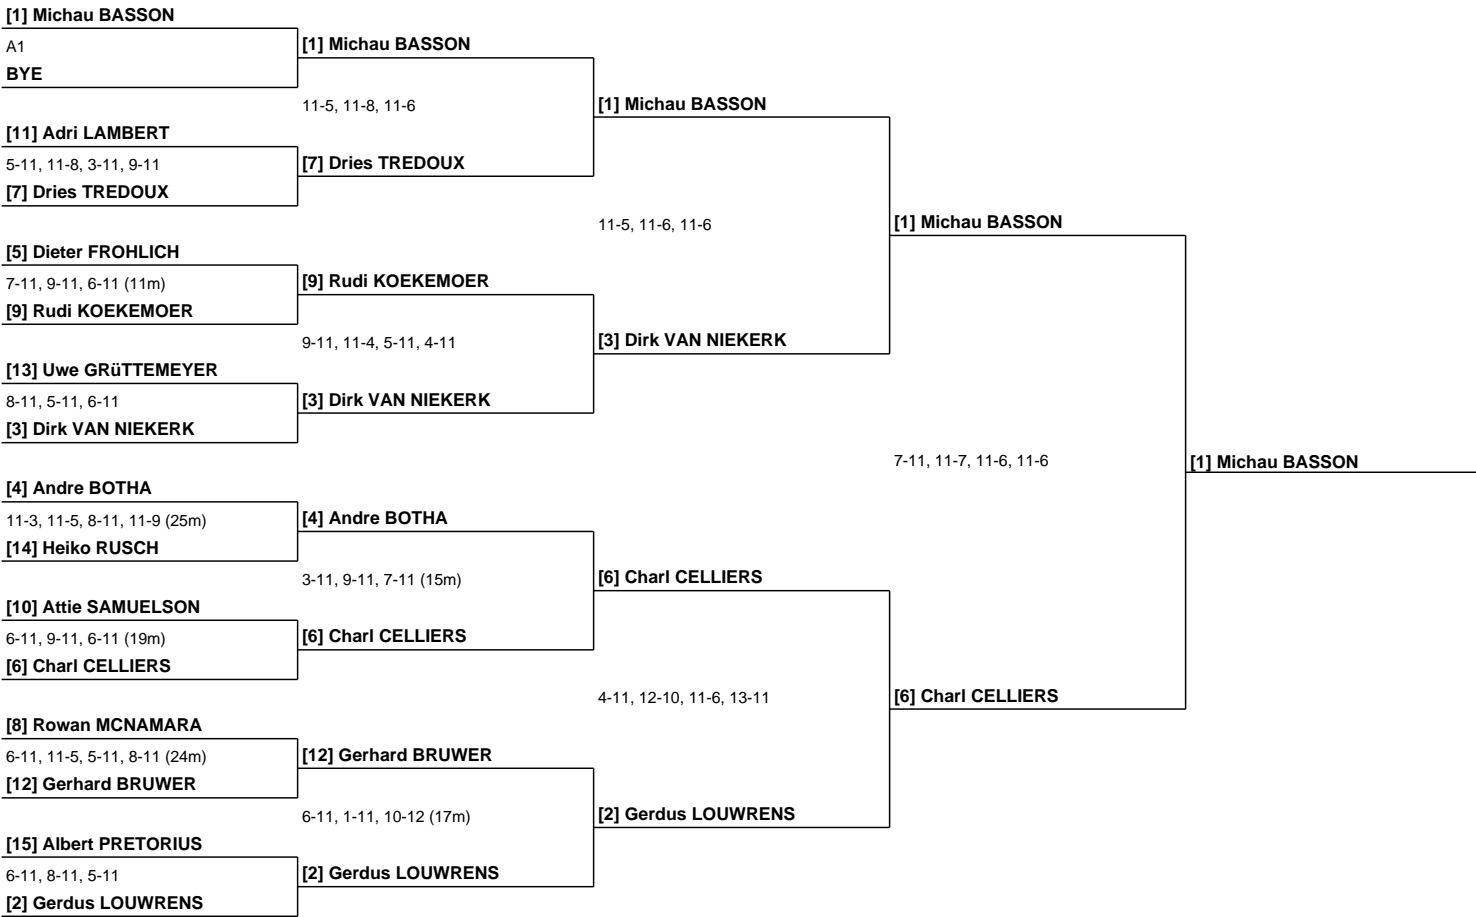 [1] Michau BASSON
A1
BYE
[1] Michau BASSON
11-5, 11-8, 11-6
[11] Adri LAMBERT
5-11, 11-8, 3-11, 9-11
[7] Dries TREDOUX
[7] Dries TREDOUX
[1] Michau BASSON
11-5, 11-6, 11-6
[5] Dieter FROHLICH
7-11, 9-11, 6-11 (11m)
[9] Rudi KOEKEMOER
[9] Rudi KOEKEMOER
9-11, 11-4, 5-11, 4-11
[13] Uwe GRüTTEMEYER
8-11, 5-11, 6-11
[3] Dirk VAN NIEKERK
[3] Dirk VAN NIEKERK
[3] Dirk VAN NIEKERK
[1] Michau BASSON
7-11, 11-7, 11-6, 11-6
[1] Michau BASSON
[4] Andre BOTHA
11-3, 11-5, 8-11, 11-9 (25m)
[14] Heiko RUSCH
[4] Andre BOTHA
3-11, 9-11, 7-11 (15m)
[10] Attie SAMUELSON
6-11, 9-11, 6-11 (19m)
[6] Charl CELLIERS
[6] Charl CELLIERS
[6] Charl CELLIERS
4-11, 12-10, 11-6, 13-11
[6] Charl CELLIERS
[8] Rowan MCNAMARA
6-11, 11-5, 5-11, 8-11 (24m)
[12] Gerhard BRUWER
[12] Gerhard BRUWER
6-11, 1-11, 10-12 (17m)
[2] Gerdus LOUWRENS
[15] Albert PRETORIUS
6-11, 8-11, 5-11
[2] Gerdus LOUWRENS
[2] Gerdus LOUWRENS